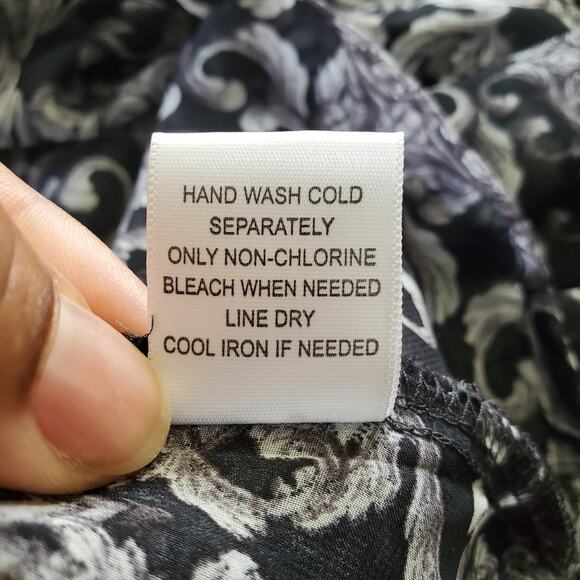 HAND WASH COLD
SEPARATELY
ONLY NON-CHLORINE
BLEACH WHEN NEEDED
LINE DRY
COOL IRON IF NEEDED